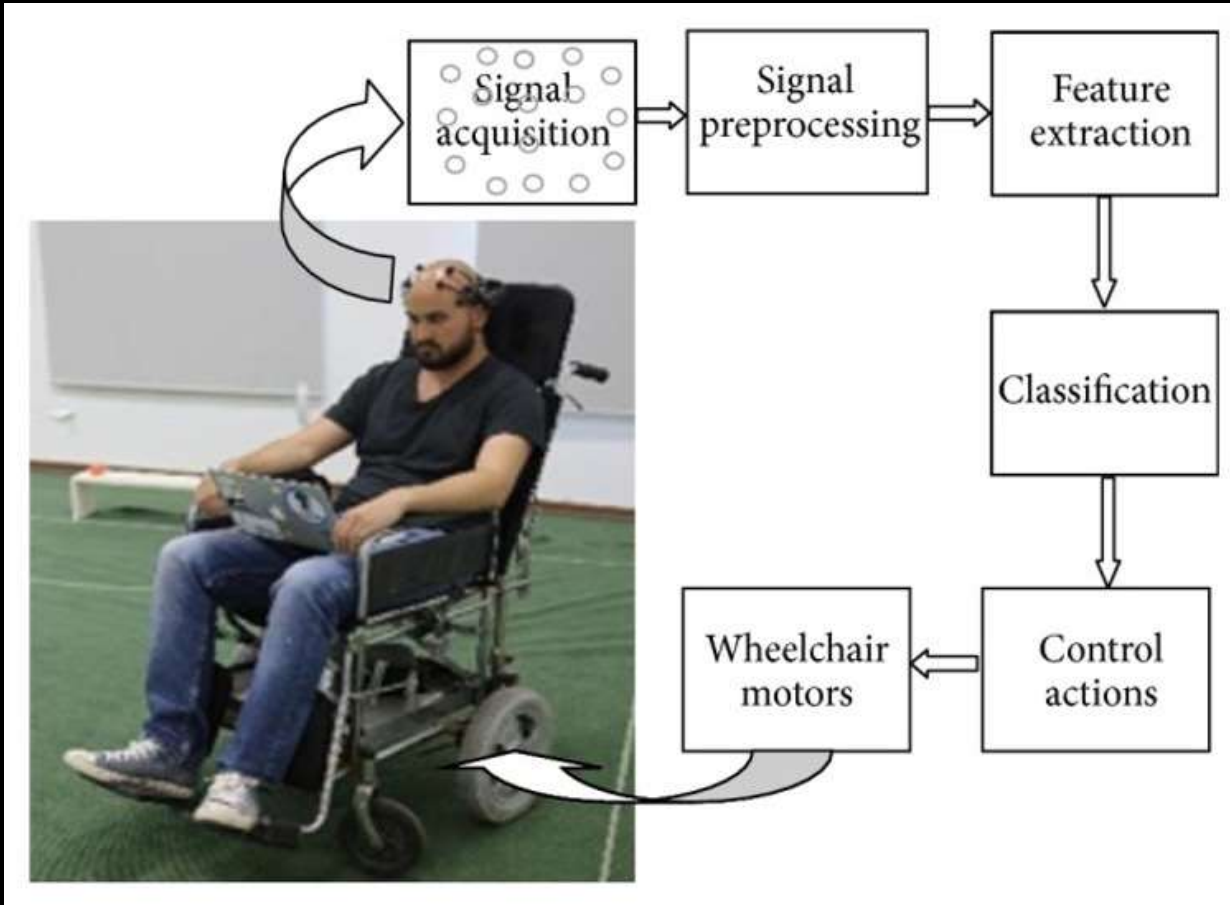 Signal
acquisition
Signal
preprocessing
Feature
extraction
Classification
Control
actions
Wheelchair
motors